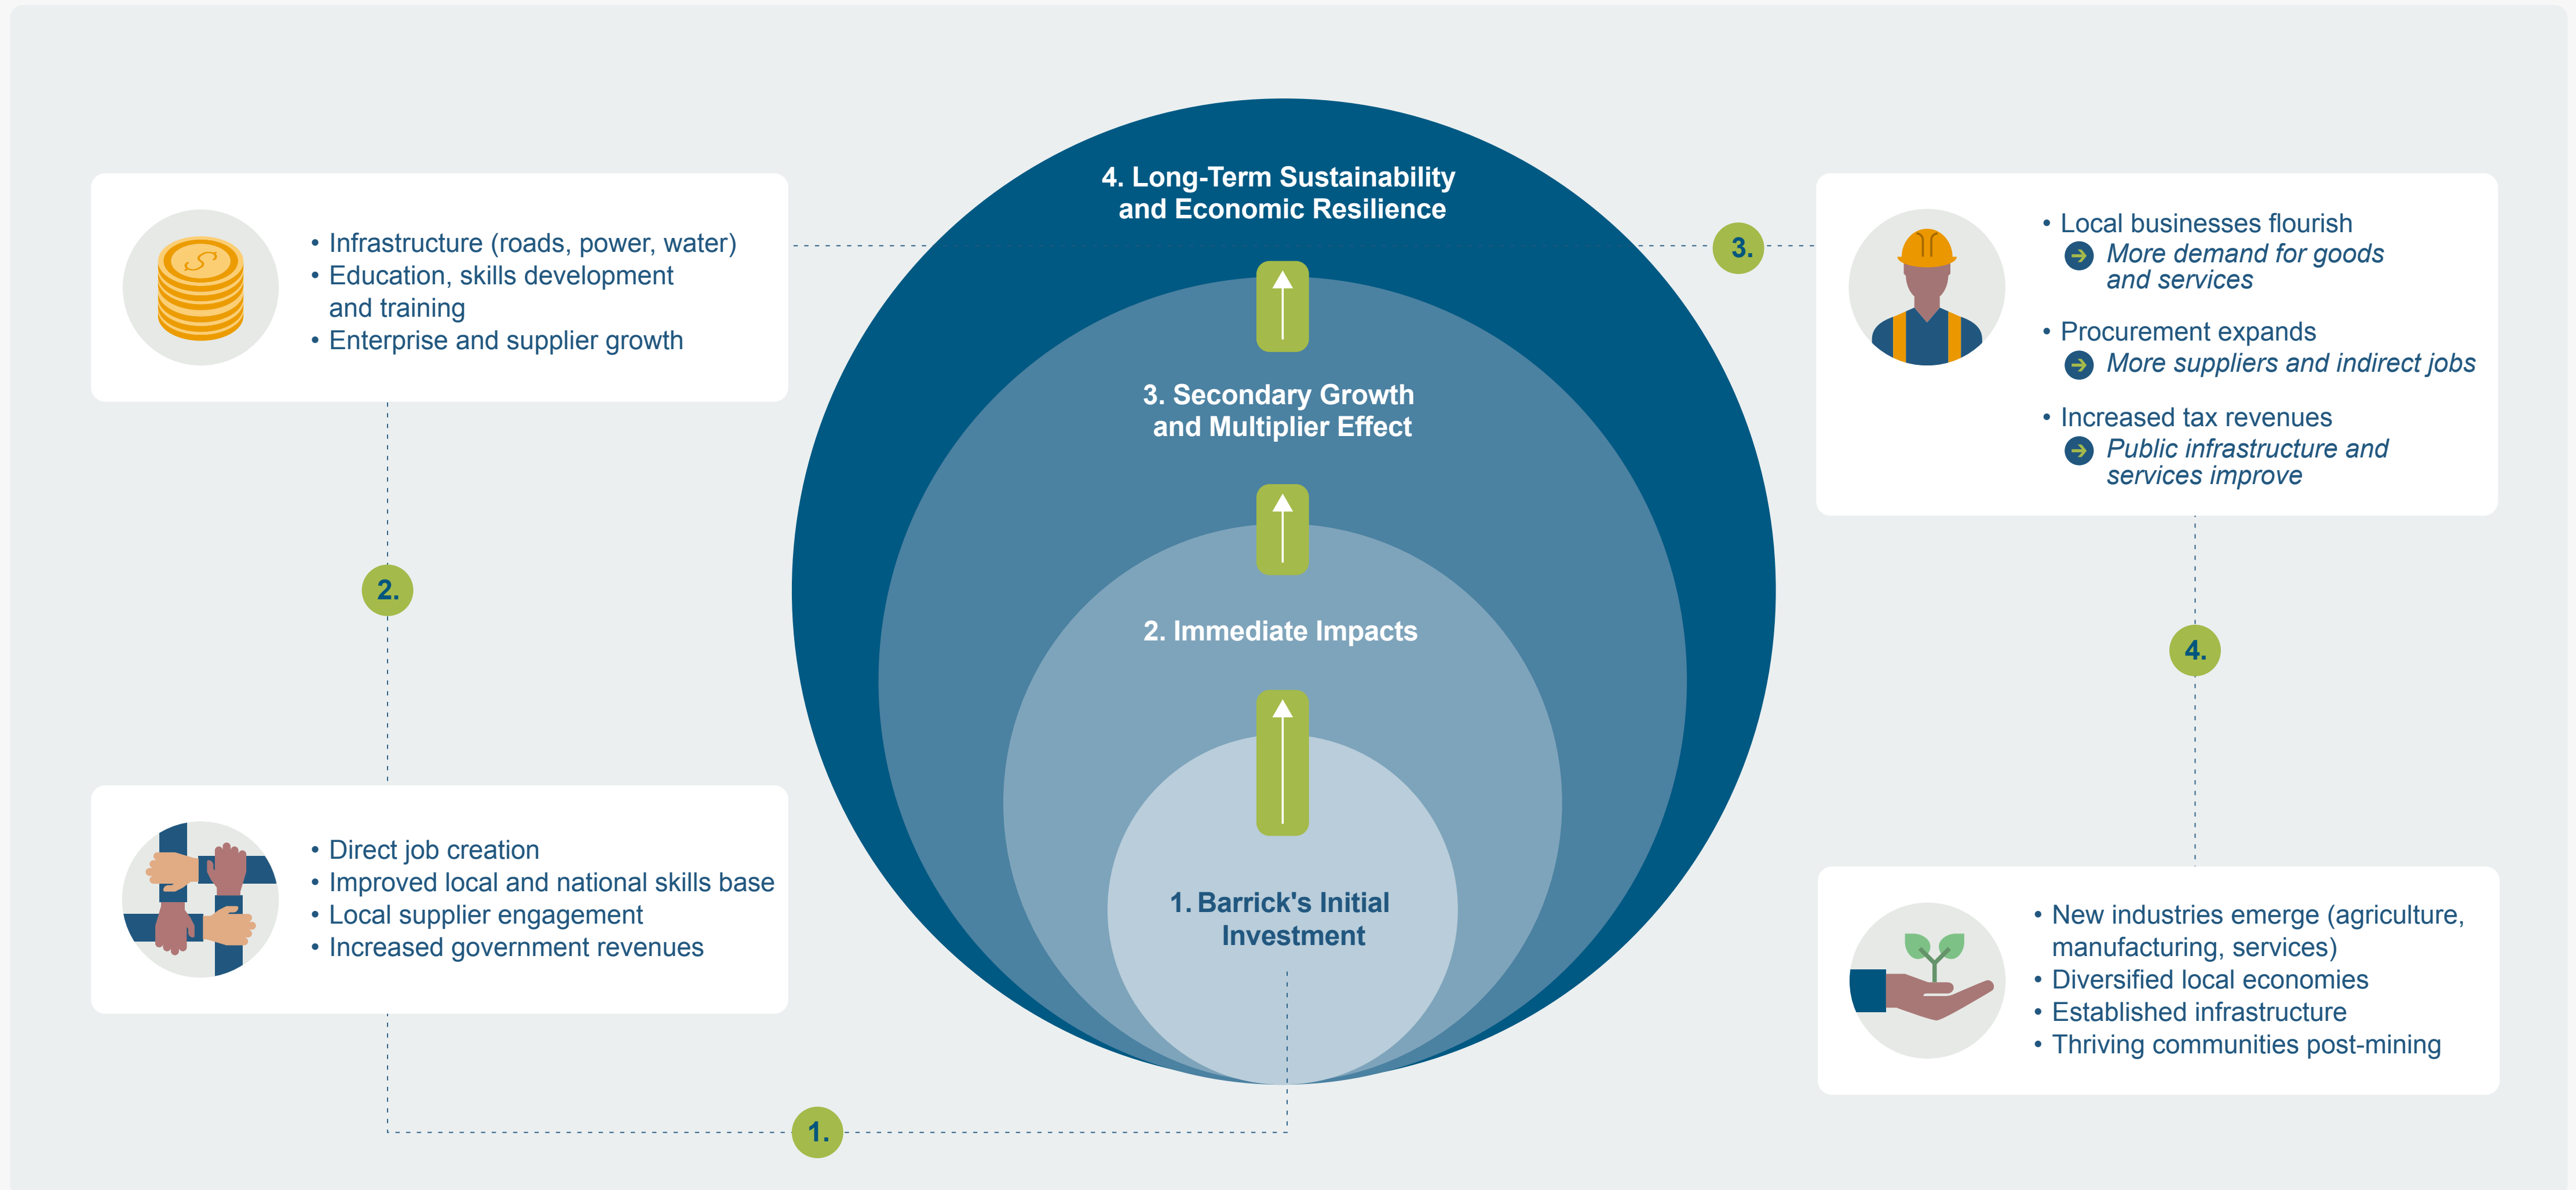 4. Long-Term Sustainability
and Economic Resilience
3. Secondary Growth
and Multiplier Effect
2. Immediate Impacts
1. Barrick's Initial
Investment
• Infrastructure (roads, power, water)
• Education, skills development
and training
• Enterprise and supplier growth
2.
• Direct job creation
• Improved local and national skills base
• Local supplier engagement
• Increased government revenues
1.
3.
• Local businesses flourish
More demand for goods
and services
• Procurement expands
More suppliers and indirect jobs
• Increased tax revenues
Public infrastructure and
services improve
4.
• New industries emerge (agriculture,
manufacturing, services)
• Diversified local economies
• Established infrastructure
• Thriving communities post-mining